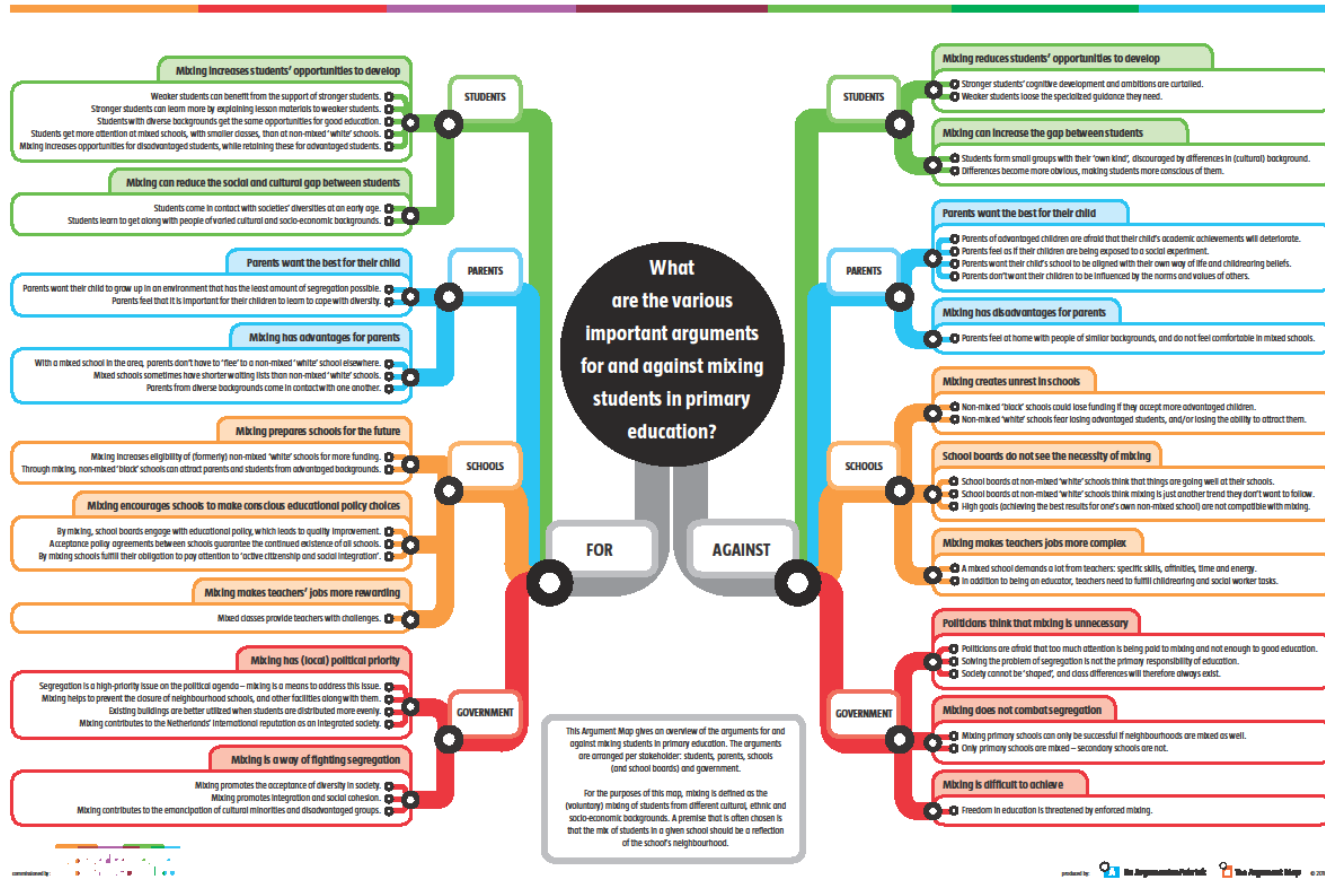 What
are the various
important arguments
for and against mixing
students in primary
education?
FOR
STUDENTS
Mixing increases students' opportunities to develop
Weaker students can benefit from the support of stronger students.
Stronger students can learn more by explaining lesson materials to weaker students.
Students with diverse backgrounds get the same opportunities for good education.
Students get more attention at mixed schools, with smaller classes, than at non-mixed 'white' schools.
Mixing increases opportunities for disadvantaged students, while retaining these for advantaged students.
Mixing can reduce the social and cultural gap between students
Students come in contact with societies' diversities at an early age.
Students learn to get along with people of varied cultural and socio-economic backgrounds.
PARENTS
Parents want the best for their child
Parents want their child to grow up in an environment that has the least amount of segregation possible.
Parents feel that it is important for their children to learn to cope with diversity.
Mixing has advantages for parents
With a mixed school in the area, parents don't have to 'flee' to a non-mixed 'white' school elsewhere.
Mixed schools sometimes have shorter waiting lists than non-mixed 'white' schools.
Parents from diverse backgrounds come in contact with one another.
SCHOOLS
Mixing prepares schools for the future
Mixing increases eligibility of (formerly) non-mixed 'white' schools for more funding.
Through mixing, non-mixed 'black' schools can attract parents and students from advantaged backgrounds.
Mixing encourages schools to make conscious educational policy choices
By mixing, school boards engage with educational policy, which leads to quality improvement.
Acceptance policy agreements between schools guarantee the continued existence of all schools.
By mixing schools fulfill their obligation to pay attention to 'active citizenship and social integration'.
Mixing makes teachers' jobs more rewarding
Mixed classes provide teachers with challenges.
GOVERNMENT
Mixing has (local) political priority
Segregation is a high-priority issue on the political agenda – mixing is a means to address this issue.
Mixing helps to prevent the closure of neighbourhood schools, and other facilities along with them.
Existing buildings are better utilized when students are distributed more evenly.
Mixing contributes to the Netherlands' international reputation as an integrated society.
Mixing is a way of fighting segregation
Mixing promotes the acceptance of diversity in society.
Mixing promotes integration and social cohesion.
Mixing contributes to the emancipation of cultural minorities and disadvantaged groups.
AGAINST
STUDENTS
Mixing reduces students' opportunities to develop
Stronger students' cognitive development and ambitions are curtailed.
Weaker students loose the specialized guidance they need.
Mixing can increase the gap between students
Students form small groups with their 'own kind', discouraged by differences in (cultural) background.
Differences become more obvious, making students more conscious of them.
PARENTS
Parents want the best for their child
Parents of advantaged children are afraid that their child's academic achievements will deteriorate.
Parents feel as if their children are being exposed to a social experiment.
Parents want their child's school to be aligned with their own way of life and childrearing beliefs.
Parents don't want their children to be influenced by the norms and values of others.
Mixing has disadvantages for parents
Parents feel at home with people of similar backgrounds, and do not feel comfortable in mixed schools.
SCHOOLS
Mixing creates unrest in schools
Non-mixed 'black' schools could lose funding if they accept more advantaged children.
Non-mixed 'white' schools fear losing advantaged students, and/or losing the ability to attract them.
School boards do not see the necessity of mixing
School boards at non-mixed 'white' schools think that things are going well at their schools.
School boards at non-mixed 'white' schools think mixing is just another trend they don't want to follow.
High goals (achieving the best results for one's own non-mixed school) are not compatible with mixing.
Mixing makes teachers jobs more complex
A mixed school demands a lot from teachers: specific skills, affinities, time and energy.
In addition to being an educator, teachers need to fulfill childrearing and social worker tasks.
GOVERNMENT
Politicians think that mixing is unnecessary
Politicians are afraid that too much attention is being paid to mixing and not enough to good education.
Solving the problem of segregation is not the primary responsibility of education.
Society cannot be 'shaped', and class differences will therefore always exist.
Mixing does not combat segregation
Mixing primary schools can only be successful if neighbourhoods are mixed as well.
Only primary schools are mixed – secondary schools are not.
Mixing is difficult to achieve
Freedom in education is threatened by enforced mixing.
This Argument Map gives an overview of the arguments for and
against mixing students in primary education. The arguments
are arranged per stakeholder: students, parents, schools
(and school boards) and government.
For the purposes of this map, mixing is defined as the
(voluntary) mixing of students from different cultural, ethnic and
socio-economic backgrounds. A premise that is often chosen is
that the mix of students in a given school should be a reflection
of the school's neighbourhood.
commissioned by:
produced by:
De Argumentenfabriek
The Argument Map